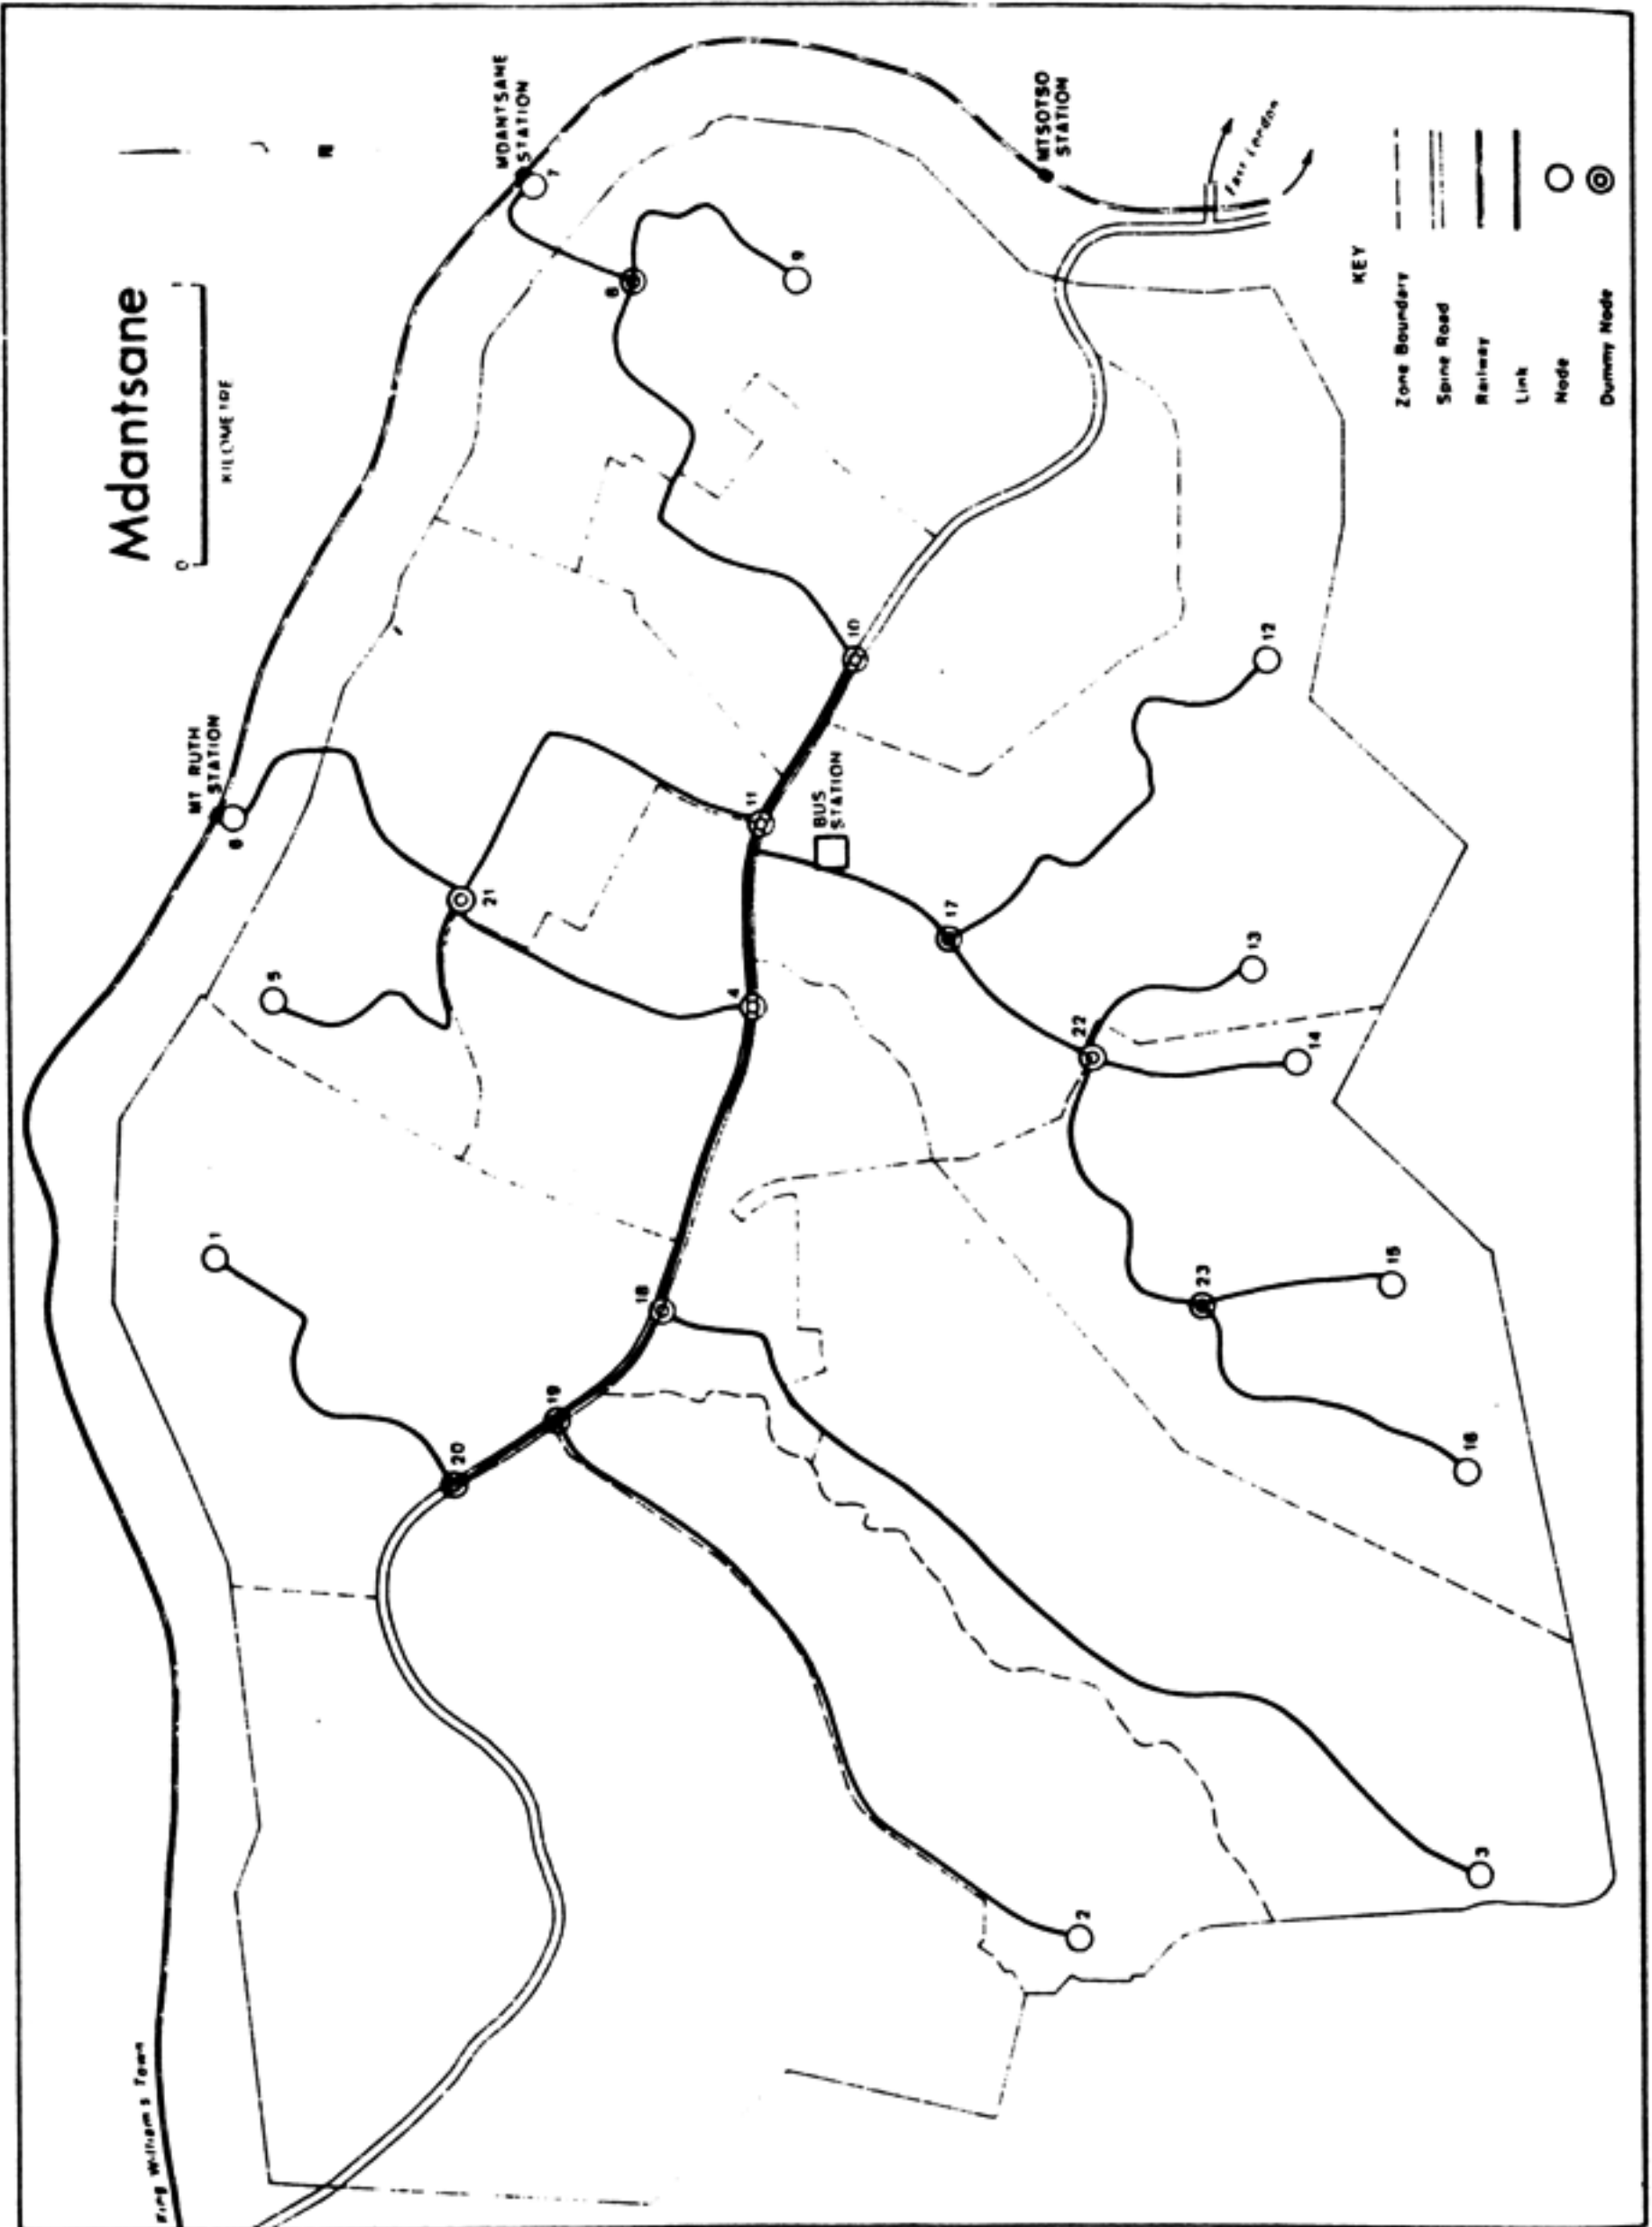 Mdantsane
0 1
KILOMETRE
N
King William's Town
MT RUTH
STATION
MDANTSANE
STATION
MTSOTSO
STATION
East London
BUS
STATION
1
2
3
4
5
6
7
8
9
10
11
12
13
14
15
16
17
18
19
20
21
22
23
KEY
Zone Boundary
Spine Road
Railway
Link
Node
Dummy Node